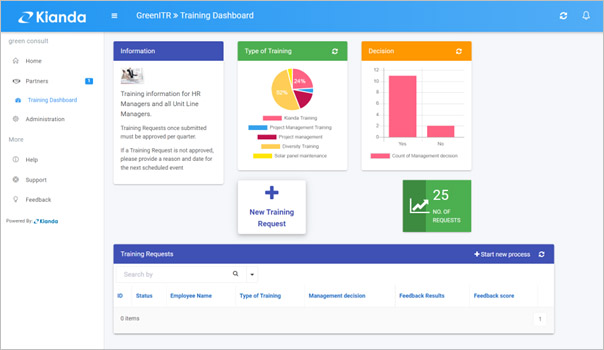 Kianda
GreenITR » Training Dashboard
green consult
Home
Partners
Training Dashboard
Administration
More
Help
Support
Feedback
Powered By Kianda
Information
Training information for HR
Managers and all Unit Line
Managers.
Training Requests once submitted
must be approved per quarter.
If a Training Request is not approved,
please provide a reason and date for
the next scheduled event
Type of Training
24%
52%
Kianda Training
Project Management Training
Project management
Diversity Training
Solar panel maintenance
Decision
12
10
8
6
4
2
0
Yes No
Count of Management decision
New Training
Request
25
NO. OF
REQUESTS
Training Requests
Start new process
Search by
ID Status Employee Name Type of Training Management decision Feedback Results Feedback score
0 items
1